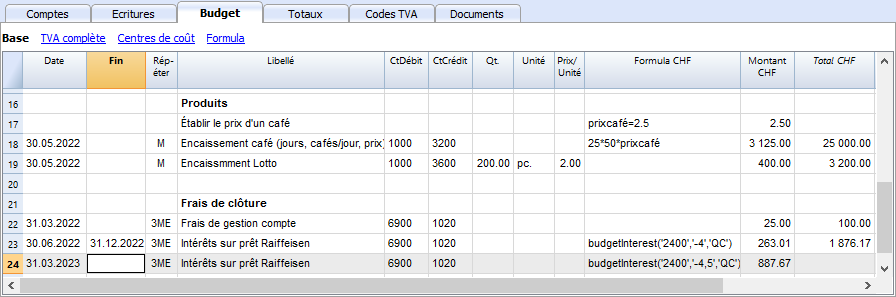 Comptes Ecritures Budget Totaux Codes TVA Documents
Base TVA complète Centres de coût Formula
Date Fin Rép-éter Libellé CtDébit CtCrédit Qt. Unité Prix/Unité Formula CHF Montant CHF Total CHF
16 Produits
17 Établir le prix d'un café prixcafé=2.5 2.50
18 30.05.2022 M Encaissement café (jours, cafés/jour, prix) 1000 3200 25*50*prixcafé 3 125.00 25 000.00
19 30.05.2022 M Encaissmment Lotto 1000 3600 200.00 pc. 2.00 400.00 3 200.00
20
21 Frais de clôture
22 31.03.2022 3ME Frais de gestion compte 6900 1020 25.00 100.00
23 30.06.2022 31.12.2022 3ME Intérêts sur prêt Raiffeisen 6900 1020 budgetInterest('2400','-4','QC') 263.01 1 876.17
24 31.03.2023 3ME Intérêts sur prêt Raiffeisen 6900 1020 budgetInterest('2400','-4,5','QC') 887.67